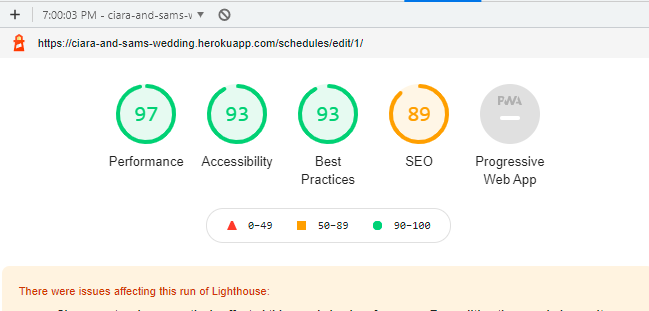 7:00:03 PM - ciara-and-sams-w
https://ciara-and-sams-wedding.herokuapp.com/schedules/edit/1/
97
93
93
89
PWA
Performance
Accessibility
Best
Practices
SEO
Progressive
Web App
0–49
50–89
90–100
There were issues affecting this run of Lighthouse: